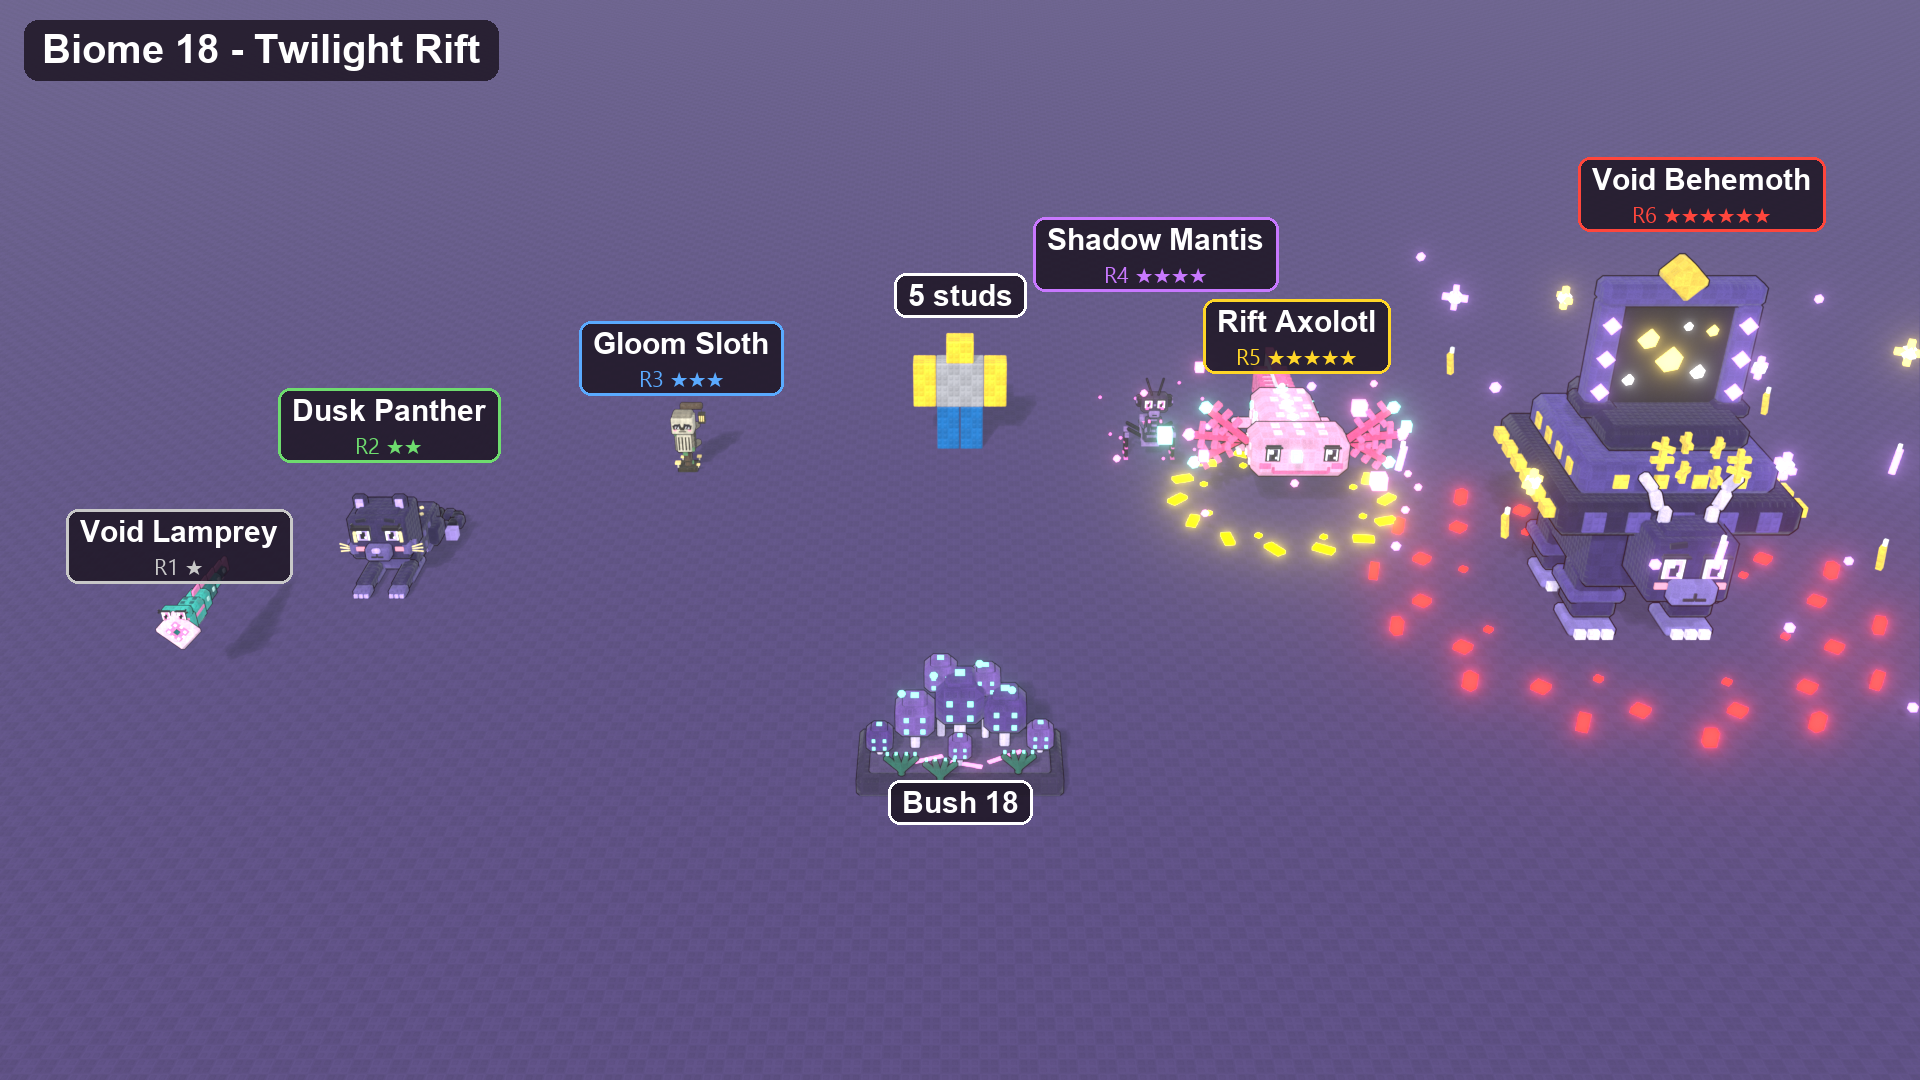 Biome 18 - Twilight Rift
Void Behemoth
R6 ★★★★★★
Shadow Mantis
R4 ★★★★
5 studs
Rift Axolotl
R5 ★★★★★
Gloom Sloth
R3 ★★★
Dusk Panther
R2 ★★
Void Lamprey
R1 ★
Bush 18